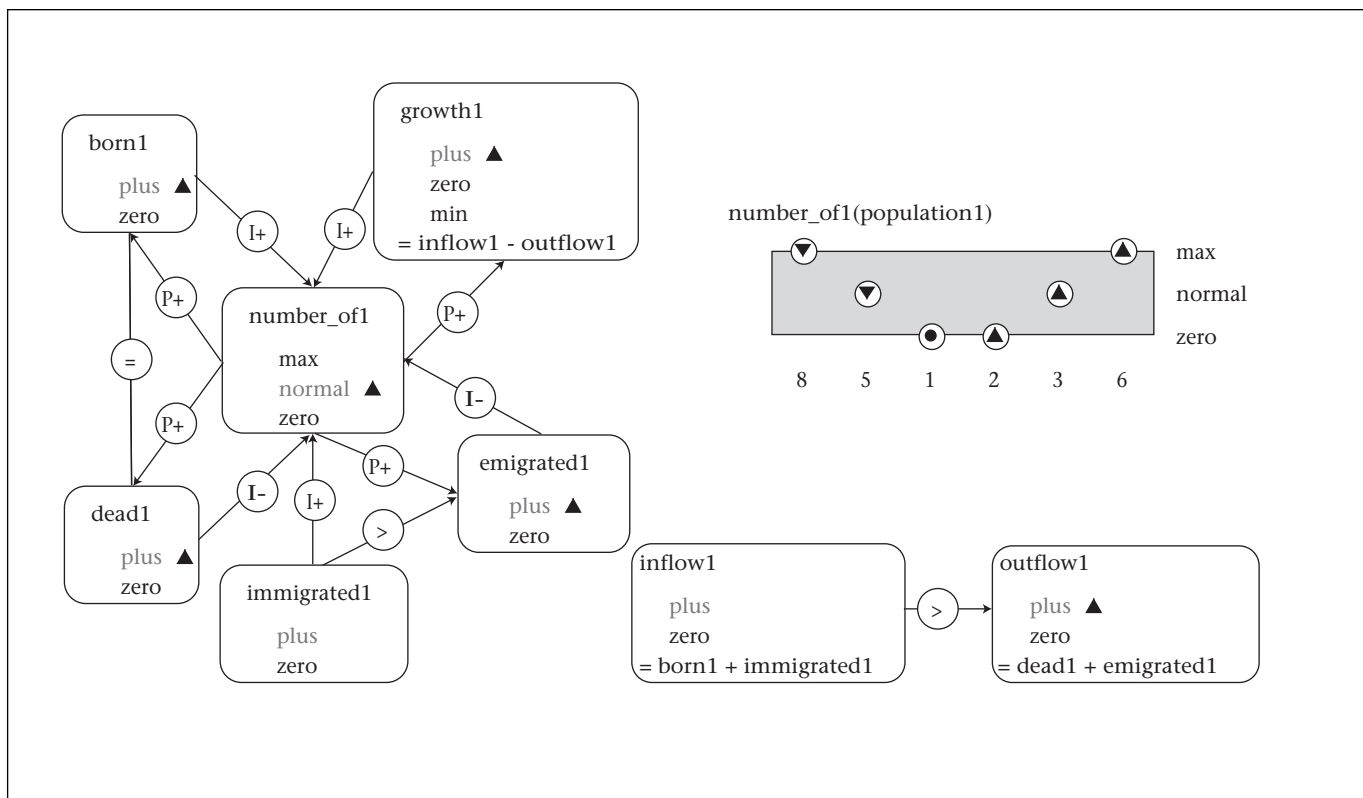 growth1
plus ▲
zero
min
= inflow1 - outflow1
born1
plus ▲
zero
I+
I+
P+
P+
=
P+
number_of1
max
normal ▲
zero
I-
P+
I-
I+
>
dead1
plus ▲
zero
emigrated1
plus ▲
zero
immigrated1
plus
zero
number_of1(population1)
max
normal
zero
8 5 1 2 3 6
inflow1
plus
zero
= born1 + immigrated1
>
outflow1
plus ▲
zero
= dead1 + emigrated1